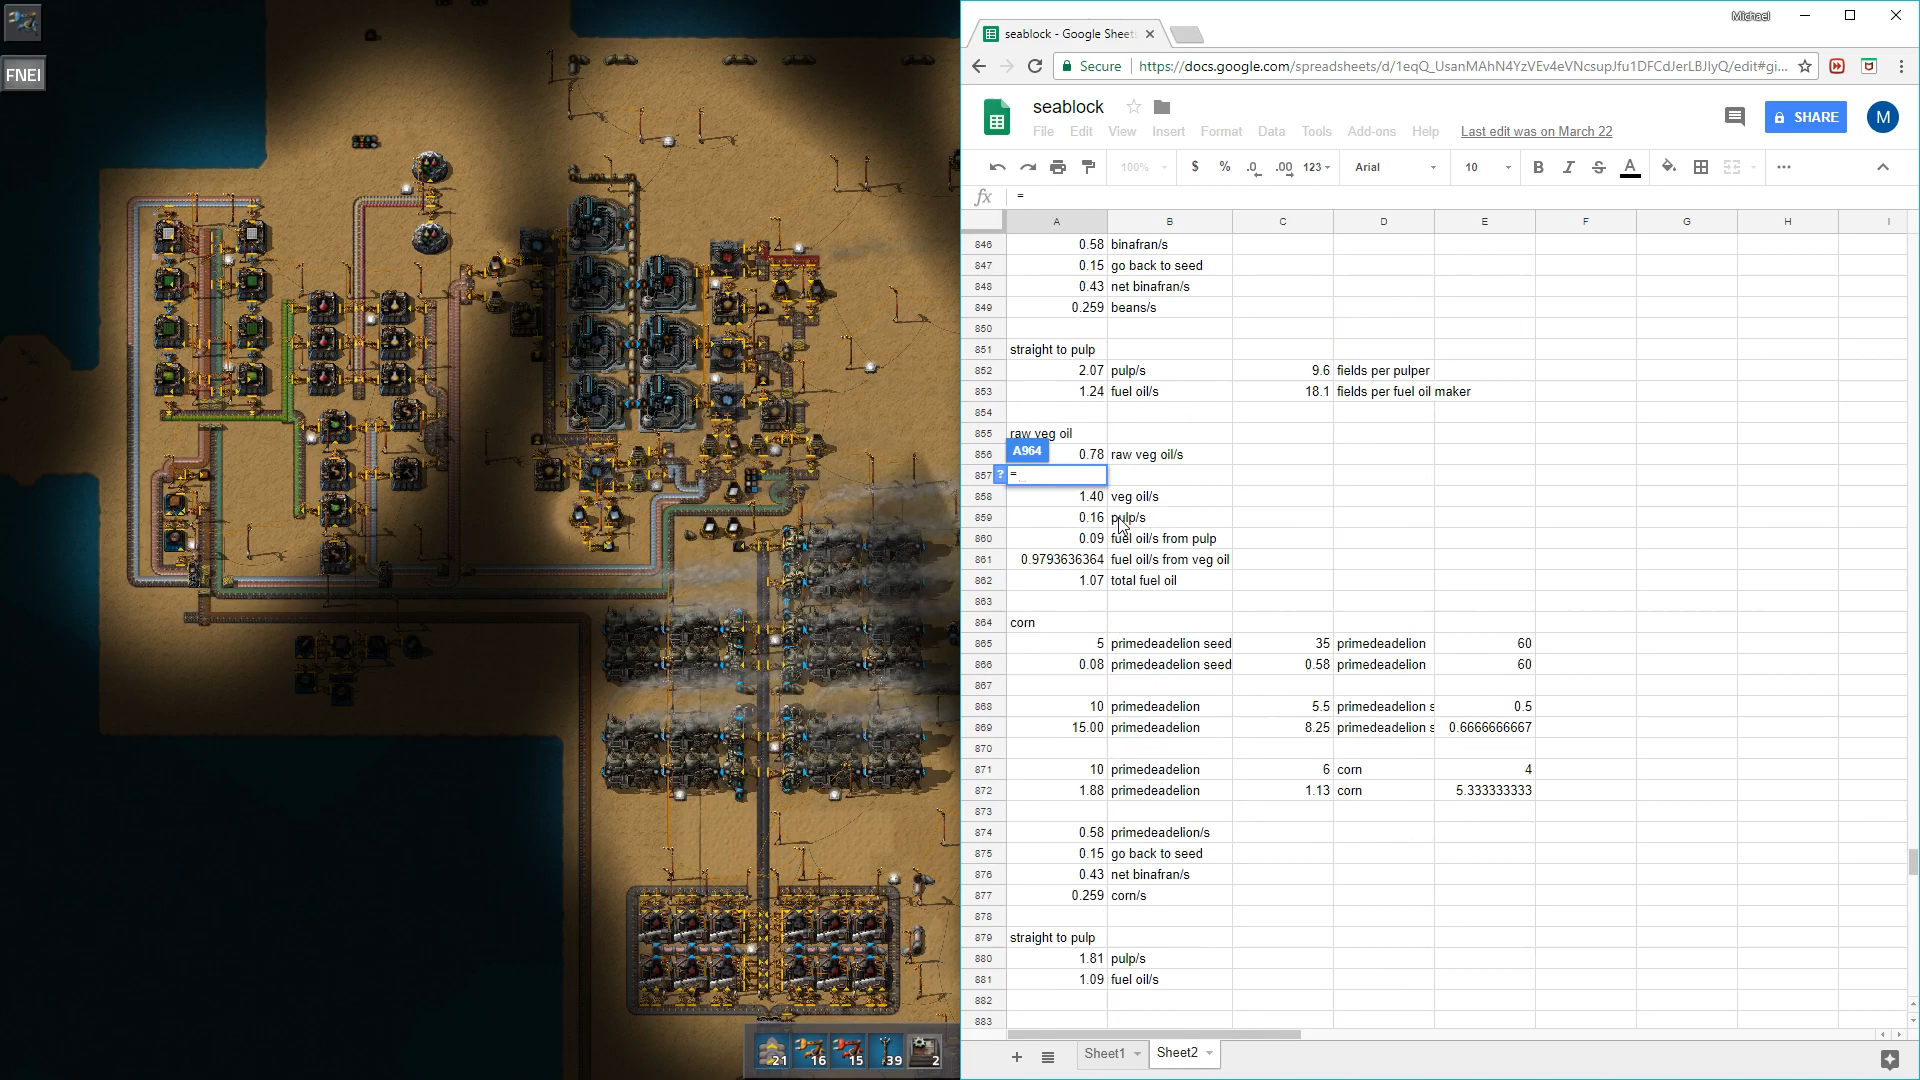 FNEI
21 16 15 39 2
Michael
seablock - Google Sheets
Secure https://docs.google.com/spreadsheets/d/1eqQ_UsanMAhN4YzVEv4eVNcsupJfu1DFCdJerLBJIyQ/edit#gi...
seablock
File Edit View Insert Format Data Tools Add-ons Help Last edit was on March 22
SHARE
M
100% $ % .0 .00 123 Arial 10 B I S A
fx =
A B C D E F G H I
846 0.58 binafran/s
847 0.15 go back to seed
848 0.43 net binafran/s
849 0.259 beans/s
850
851 straight to pulp
852 2.07 pulp/s 9.6 fields per pulper
853 1.24 fuel oil/s 18.1 fields per fuel oil maker
854
855 raw veg oil
A964
856 0.78 raw veg oil/s
857 ? =
858 1.40 veg oil/s
859 0.16 pulp/s
860 0.09 fuel oil/s from pulp
861 0.9793636364 fuel oil/s from veg oil
862 1.07 total fuel oil
863
864 corn
865 5 primedeadelion seed 35 primedeadelion 60
866 0.08 primedeadelion seed 0.58 primedeadelion 60
867
868 10 primedeadelion 5.5 primedeadelion s 0.5
869 15.00 primedeadelion 8.25 primedeadelion s 0.6666666667
870
871 10 primedeadelion 6 corn 4
872 1.88 primedeadelion 1.13 corn 5.333333333
873
874 0.58 primedeadelion/s
875 0.15 go back to seed
876 0.43 net binafran/s
877 0.259 corn/s
878
879 straight to pulp
880 1.81 pulp/s
881 1.09 fuel oil/s
882
883
Sheet1 Sheet2